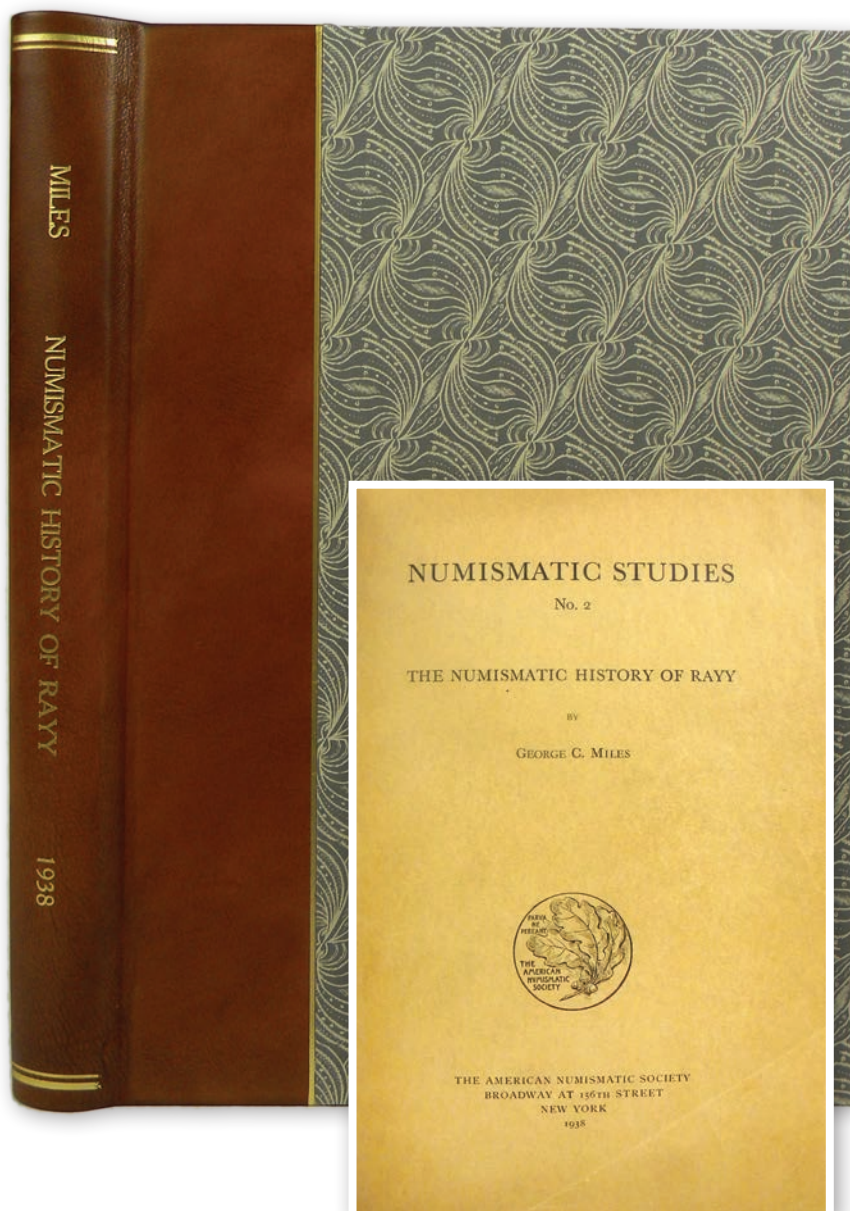 MILES
NUMISMATIC HISTORY OF RAYY
1938
NUMISMATIC STUDIES
No. 2
THE NUMISMATIC HISTORY OF RAYY
BY
GEORGE C. MILES
PARVA
NE
PEREANT
THE
AMERICAN
NUMISMATIC
SOCIETY
THE AMERICAN NUMISMATIC SOCIETY
BROADWAY AT 156TH STREET
NEW YORK
1938